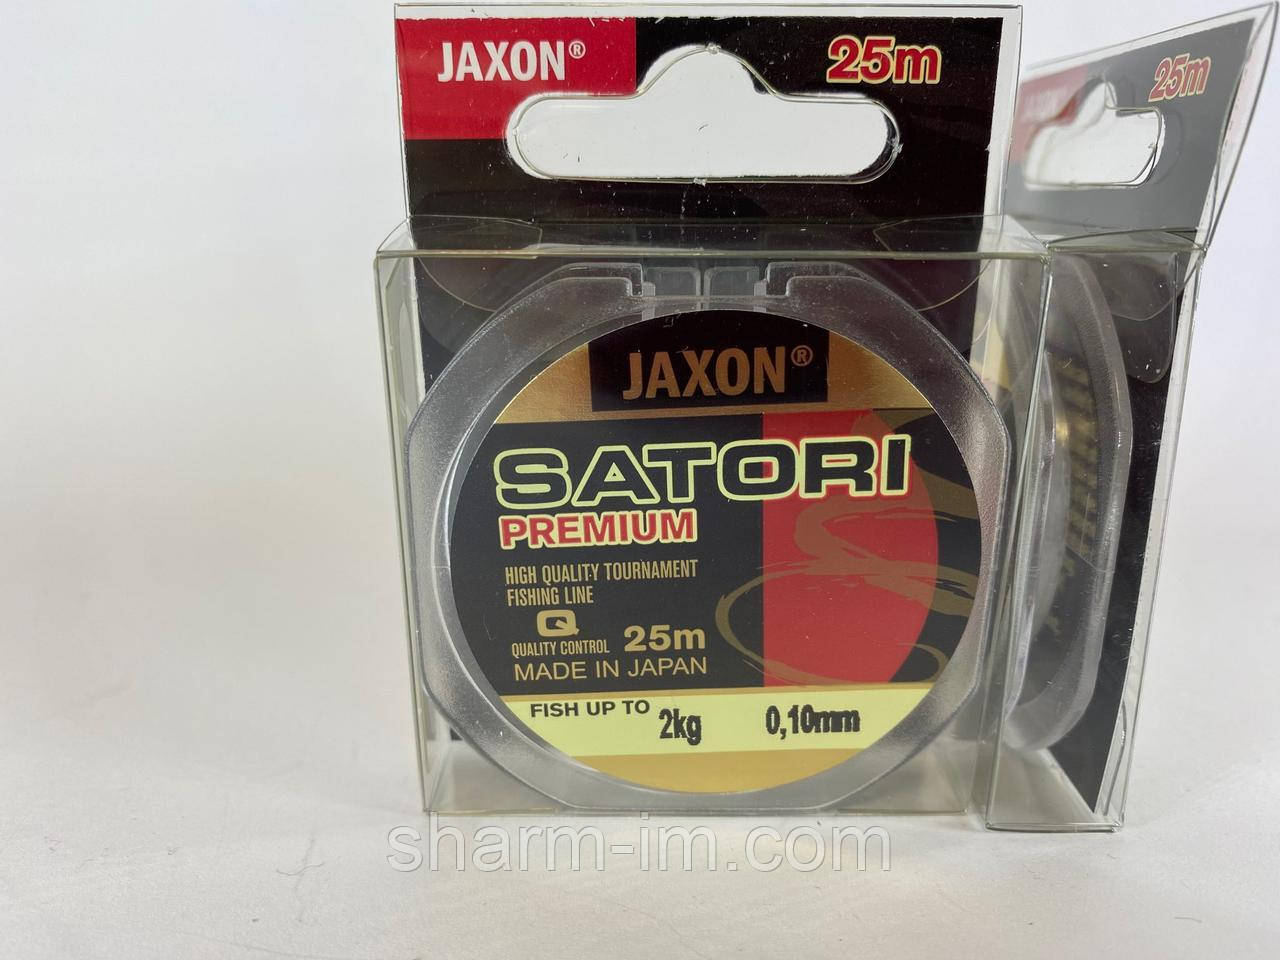 JAXON®
25m
25m
JAXON®
SATORI
PREMIUM
HIGH QUALITY TOURNAMENT
FISHING LINE
Q
QUALITY CONTROL 25m
MADE IN JAPAN
FISH UP TO 2kg 0,10mm
sharm-im.com